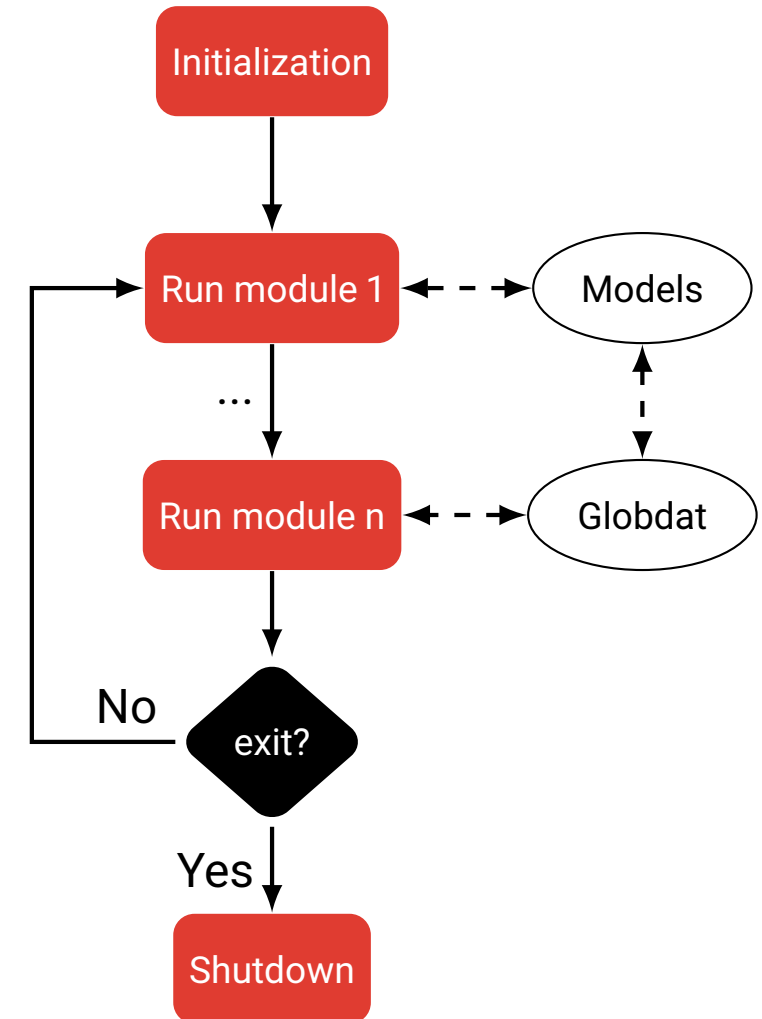 Initialization
Run module 1
Models
...
Run module n
Globdat
No
exit?
Yes
Shutdown